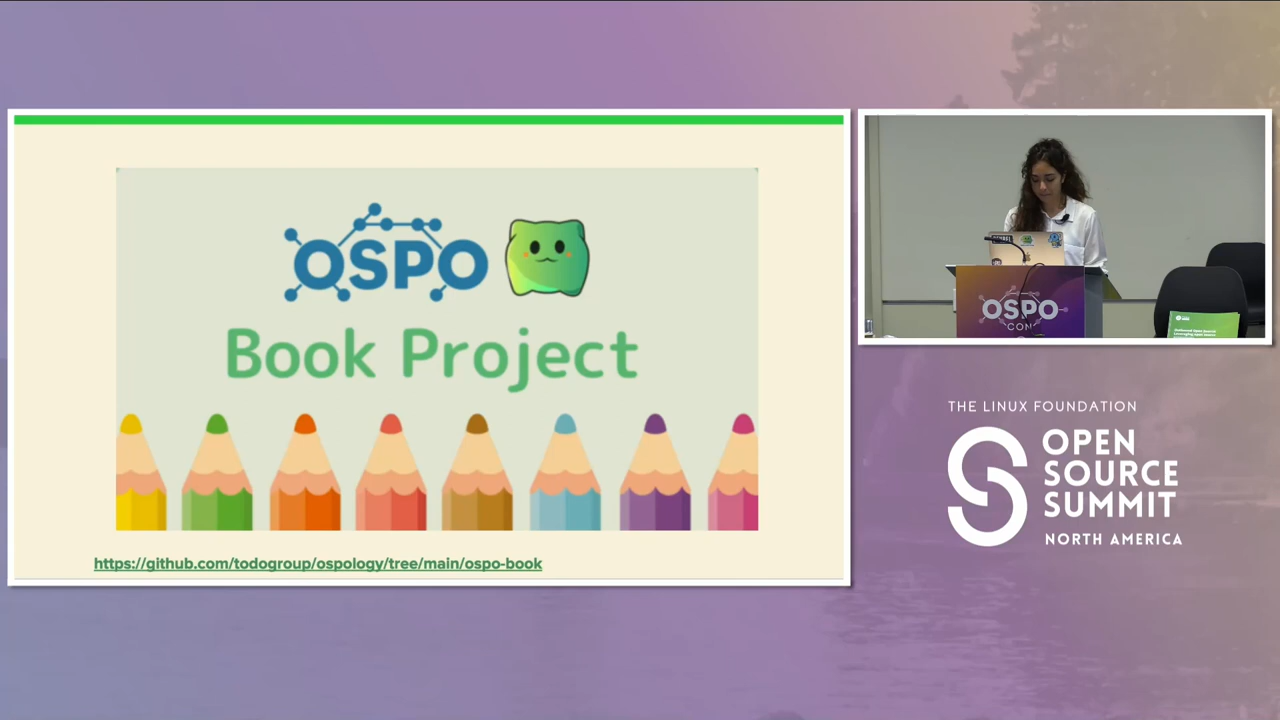 OSPO
Book Project
https://github.com/todogroup/ospology/tree/main/ospo-book
OSPO
CON
THE LINUX FOUNDATION
OPEN
SOURCE
SUMMIT
NORTH AMERICA